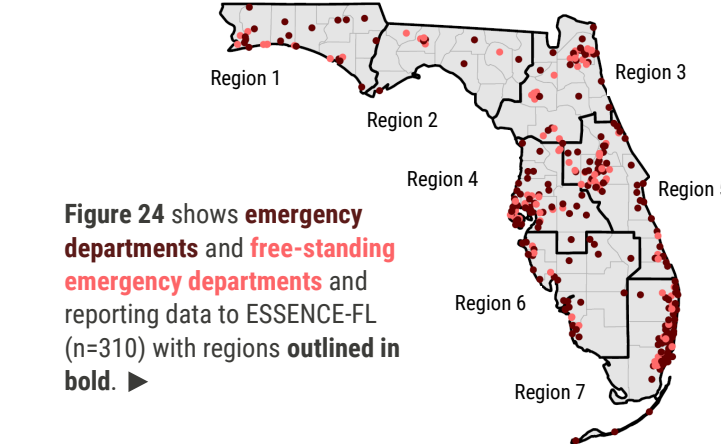 Region 1
Region 2
Region 3
Region 4
Region
Figure 24 shows emergency
departments and free-standing
emergency departments and
reporting data to ESSENCE-FL
(n=310) with regions outlined in
bold. ▶
Region 6
Region 7